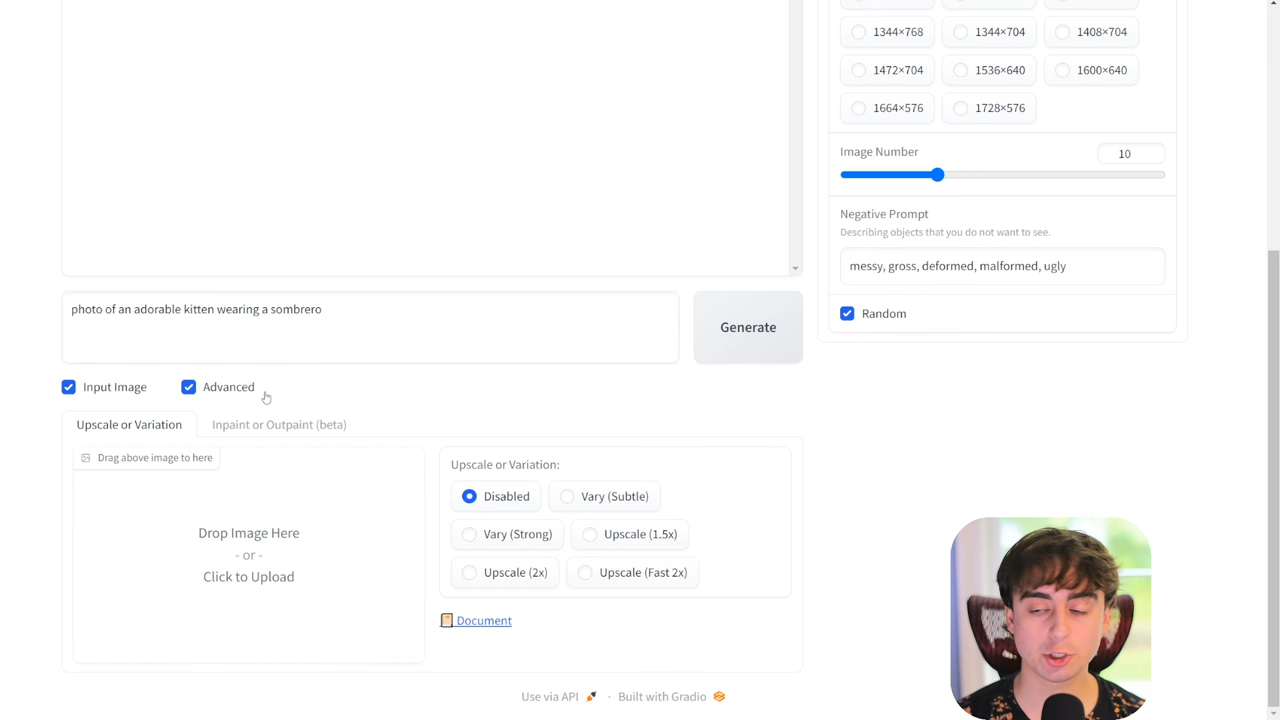 1344×768
1344×704
1408×704
1472×704
1536×640
1600×640
1664×576
1728×576
Image Number
10
Negative Prompt
Describing objects that you do not want to see.
messy, gross, deformed, malformed, ugly
Random
photo of an adorable kitten wearing a sombrero
Generate
Input Image
Advanced
Upscale or Variation
Inpaint or Outpaint (beta)
Drag above image to here
Drop Image Here
- or -
Click to Upload
Upscale or Variation:
Disabled
Vary (Subtle)
Vary (Strong)
Upscale (1.5x)
Upscale (2x)
Upscale (Fast 2x)
Document
Use via API
·
Built with Gradio